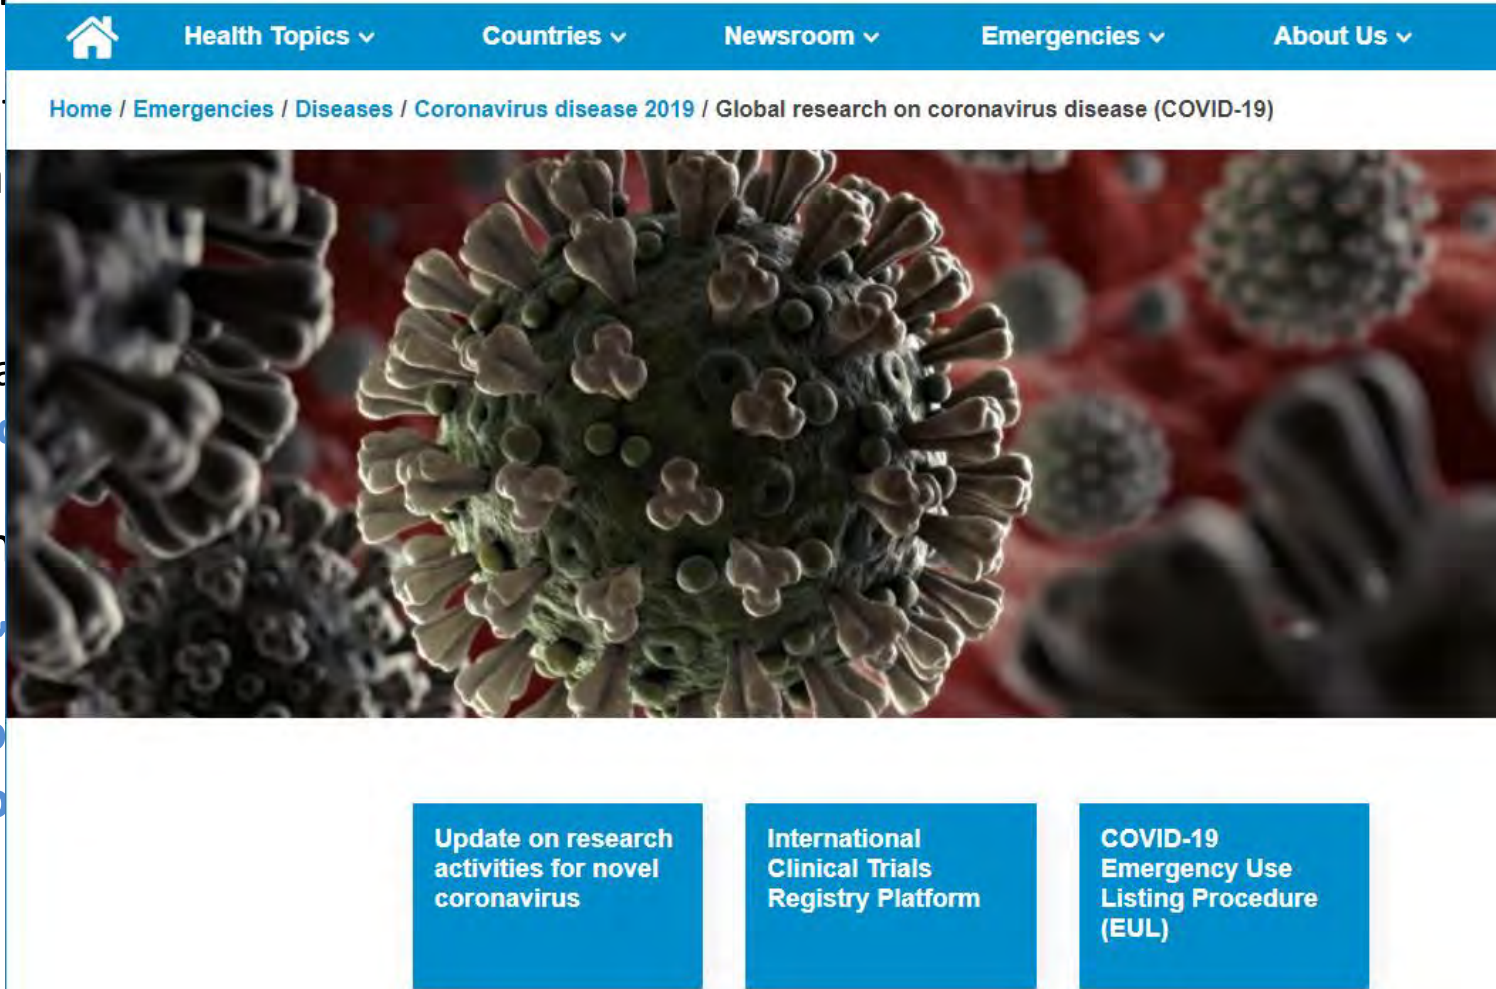 Health Topics Countries Newsroom Emergencies About Us
Home / Emergencies / Diseases / Coronavirus disease 2019 / Global research on coronavirus disease (COVID-19)
Update on research
activities for novel
coronavirus
International
Clinical Trials
Registry Platform
COVID-19
Emergency Use
Listing Procedure
(EUL)